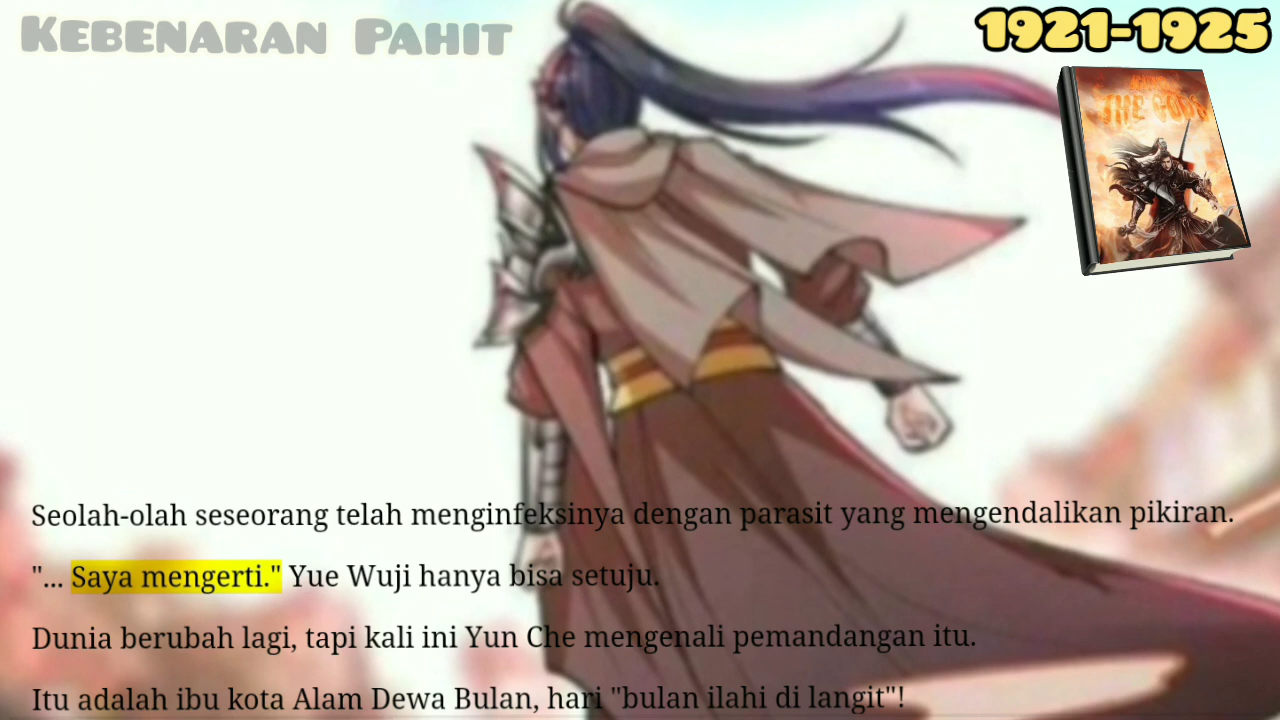 Kebenaran Pahit
1921-1925
THE GODS
Seolah-olah seseorang telah menginfeksinya dengan parasit yang mengendalikan pikiran.
"... Saya mengerti." Yue Wuji hanya bisa setuju.
Dunia berubah lagi, tapi kali ini Yun Che mengenali pemandangan itu.
Itu adalah ibu kota Alam Dewa Bulan, hari "bulan ilahi di langit"!